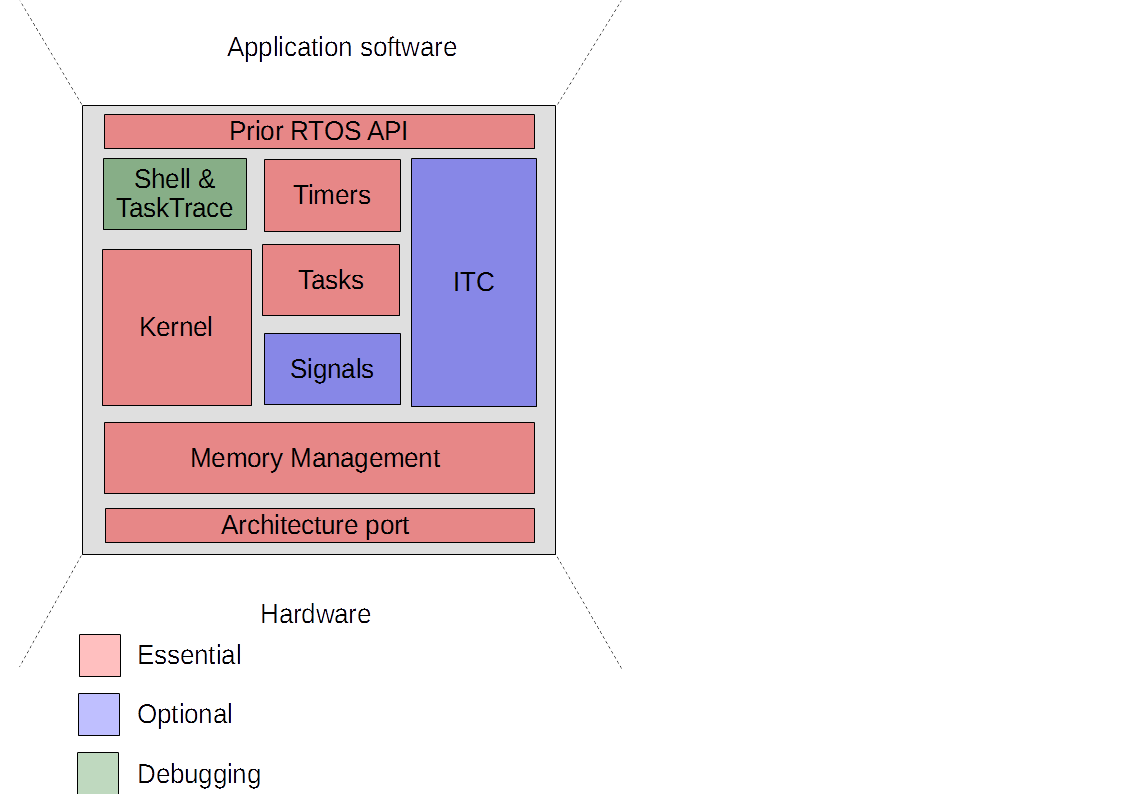 Application software
Prior RTOS API
Shell &
TaskTrace
Timers
ITC
Tasks
Kernel
Signals
Memory Management
Architecture port
Hardware
Essential
Optional
Debugging